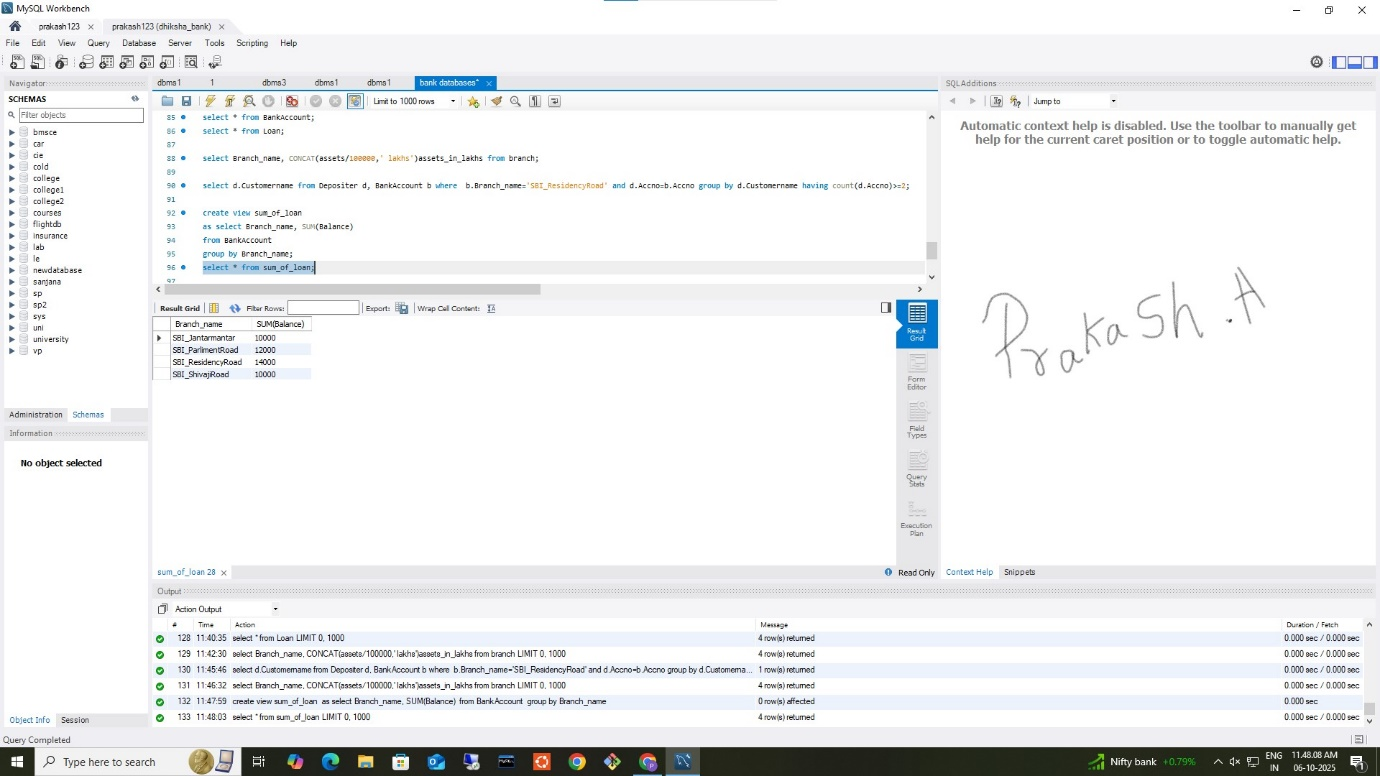 MySQL Workbench
prakash123 ×
prakash123 (dhiksha_bank) ×
File Edit View Query Database Server Tools Scripting Help
Navigator
SCHEMAS
Filter objects
bmsce
car
cie
cold
college
college1
college2
courses
flightdb
insurance
lab
le
newdatabase
sanjana
sp
sp2
sys
uni
university
vp
Administration Schemas
Information
No object selected
Object Info Session
Query Completed
dbms1 1 dbms3 dbms1 dbms1 bank databases* ×
Limit to 1000 rows
85 select * from BankAccount;
86 select * from Loan;
87
88 select Branch_name, CONCAT(assets/100000,' lakhs')assets_in_lakhs from branch;
89
90 select d.Customername from Depositer d, BankAccount b where b.Branch_name='SBI_ResidencyRoad' and d.Accno=b.Accno group by d.Customername having count(d.Accno)>=2;
91
92 create view sum_of_loan
93 as select Branch_name, SUM(Balance)
94 from BankAccount
95 group by Branch_name;
96 select * from sum_of_loan;
97
Result Grid Filter Rows: Export: Wrap Cell Content:
Branch_name SUM(Balance)
SBI_Jantarmantar 10000
SBI_ParlimentRoad 12000
SBI_ResidencyRoad 14000
SBI_ShivajiRoad 10000
Result Grid
Form Editor
Field Types
Query Stats
Execution Plan
sum_of_loan 28 ×
Read Only
SQLAdditions
Jump to
Automatic context help is disabled. Use the toolbar to manually get
help for the current caret position or to toggle automatic help.
Prakash.A
Context Help Snippets
Output
Action Output
# Time Action Message Duration / Fetch
128 11:40:35 select * from Loan LIMIT 0, 1000 4 row(s) returned 0.000 sec / 0.000 sec
129 11:42:30 select Branch_name, CONCAT(assets/100000,' lakhs')assets_in_lakhs from branch LIMIT 0, 1000 4 row(s) returned 0.000 sec / 0.000 sec
130 11:45:46 select d.Customername from Depositer d, BankAccount b where b.Branch_name='SBI_ResidencyRoad' and d.Accno=b.Accno group by d.Customerna... 1 row(s) returned 0.000 sec / 0.000 sec
131 11:46:32 select Branch_name, CONCAT(assets/100000,' lakhs')assets_in_lakhs from branch LIMIT 0, 1000 4 row(s) returned 0.000 sec / 0.000 sec
132 11:47:59 create view sum_of_loan as select Branch_name, SUM(Balance) from BankAccount group by Branch_name 0 row(s) affected 0.000 sec
133 11:48:03 select * from sum_of_loan LIMIT 0, 1000 4 row(s) returned 0.000 sec / 0.000 sec
Type here to search
Nifty bank +0.79%
ENG
IN
11.48.08 AM
06-10-2025
1